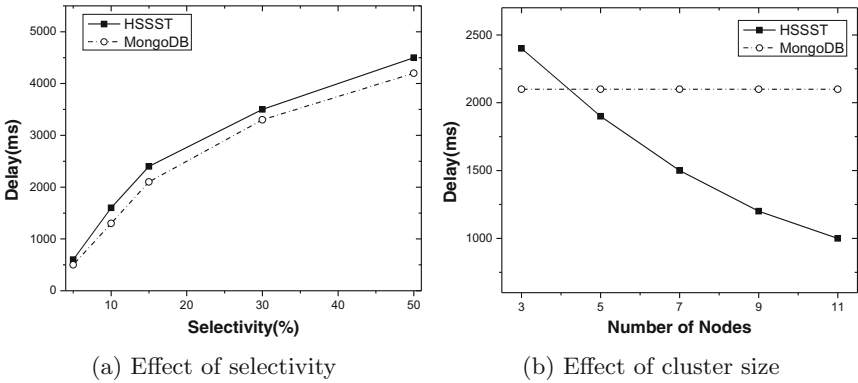 HSSST
MongoDB
5000
4000
3000
2000
1000
0
Delay(ms)
10
20
30
40
50
Selectivity(%)
(a) Effect of selectivity
HSSST
MongoDB
2500
2000
1500
1000
Delay(ms)
3
5
7
9
11
Number of Nodes
(b) Effect of cluster size